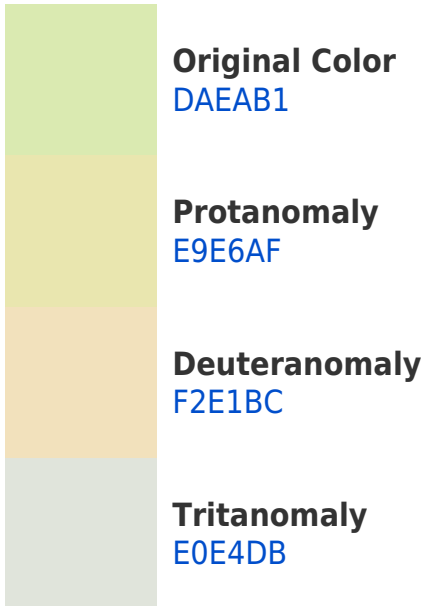 Original Color
DAEAB1
Protanomaly
E9E6AF
Deuteranomaly
F2E1BC
Tritanomaly
E0E4DB